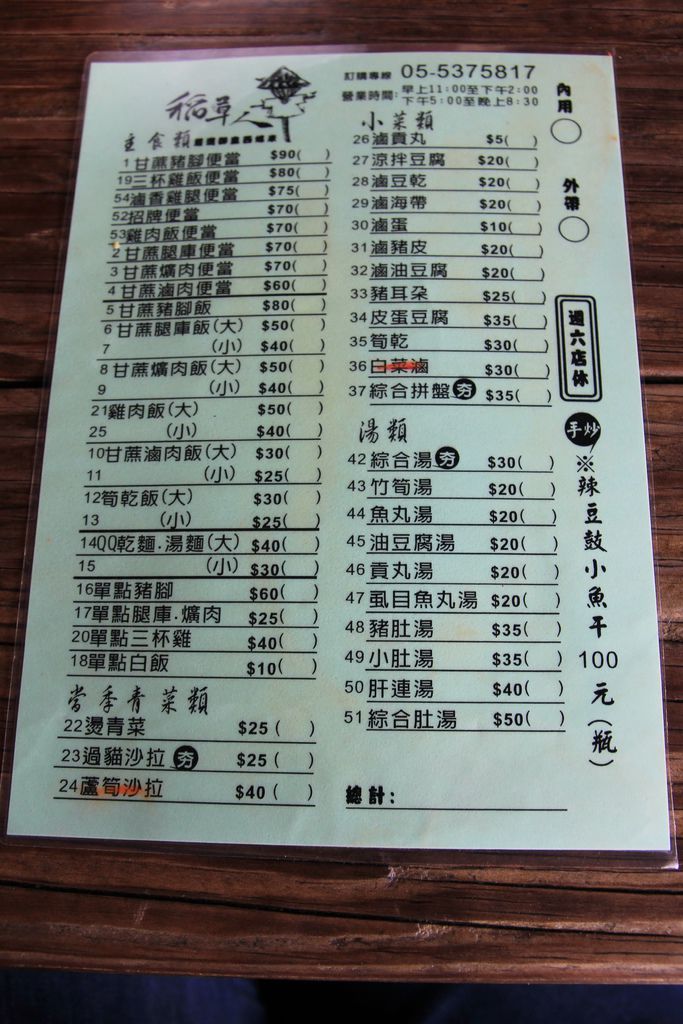 稻草人
訂購專線 05-5375817
營業時間: 早上11:00至下午2:00
下午5:00至晚上8:30
內用
外帶
週六店休
主食類
1甘蔗豬腳便當 $90( )
19三杯雞飯便當 $80( )
54滷香雞腿便當 $75( )
52招牌便當 $70( )
53雞肉飯便當 $70( )
2甘蔗腿庫便當 $70( )
3甘蔗爌肉便當 $70( )
4甘蔗滷肉便當 $60( )
5甘蔗豬腳飯 $80( )
6甘蔗腿庫飯(大) $50( )
7 (小) $40( )
8甘蔗爌肉飯(大) $50( )
9 (小) $40( )
21雞肉飯(大) $50( )
25 (小) $40( )
10甘蔗滷肉飯(大) $30( )
11 (小) $25( )
12筍乾飯(大) $30( )
13 (小) $25( )
14QQ乾麵.湯麵(大) $40( )
15 (小) $30( )
16單點豬腳 $60( )
17單點腿庫.爌肉 $25( )
20單點三杯雞 $40( )
18單點白飯 $10( )
當季青菜類
22燙青菜 $25( )
23過貓沙拉 夯 $25( )
24蘆筍沙拉 $40( )
小菜類
26滷貢丸 $5( )
27涼拌豆腐 $20( )
28滷豆乾 $20( )
29滷海帶 $20( )
30滷蛋 $10( )
31滷豬皮 $20( )
32滷油豆腐 $20( )
33豬耳朶 $25( )
34皮蛋豆腐 $35( )
35筍乾 $30( )
36白菜滷 $30( )
37綜合拼盤 夯 $35( )
湯類
42綜合湯 夯 $30( )
43竹筍湯 $20( )
44魚丸湯 $20( )
45油豆腐湯 $20( )
46貢丸湯 $20( )
47虱目魚丸湯 $20( )
48豬肚湯 $35( )
49小肚湯 $35( )
50肝連湯 $40( )
51綜合肚湯 $50( )
總計:
手炒
※辣豆鼓小魚干100元(瓶)